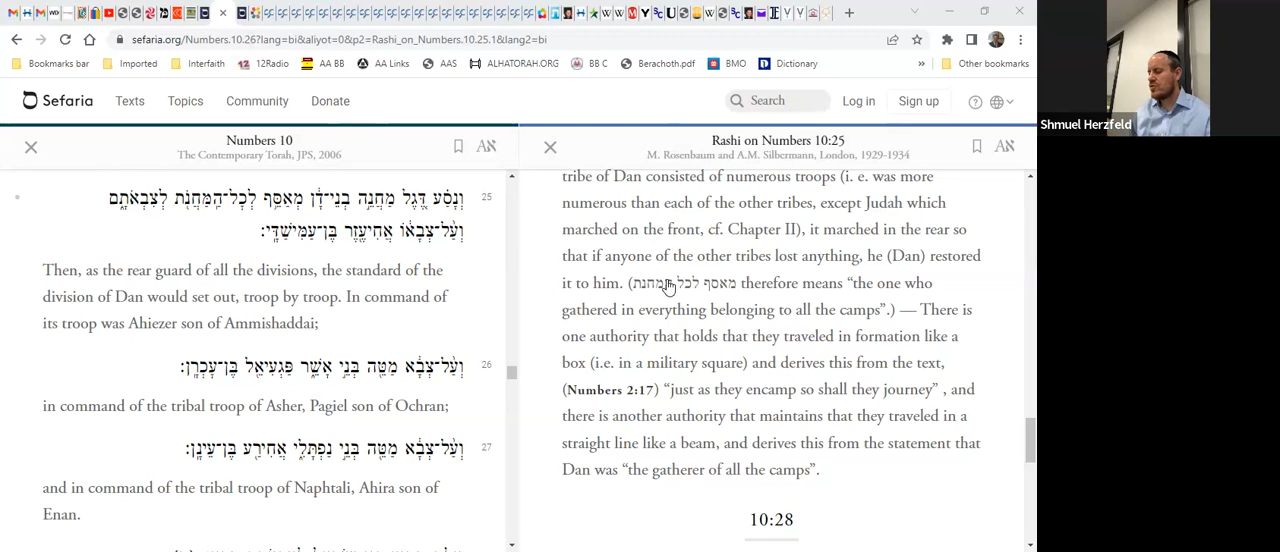 sefaria.org/Numbers.10.26?lang=bi&aliyot=0&p2=Rashi_on_Numbers.10.25.1&lang2=bi
Bookmarks bar Imported Interfaith 12Radio AA BB AA Links AAS ALHATORAH.ORG BB C Berachoth.pdf BMO Dictionary » Other bookmarks
Sefaria Texts Topics Community Donate Search Log in Sign up
Shmuel Herzfeld
Numbers 10
The Contemporary Torah, JPS, 2006
וְנָסַ֗ע דֶּ֚גֶל מַחֲנֵ֣ה בְנֵי־דָ֔ן מְאַסֵּ֥ף לְכׇל־הַֽמַּחֲנֹ֖ת לְצִבְאֹתָ֑ם 25
וְעַ֨ל־צְבָא֔וֹ אֲחִיעֶ֖זֶר בֶּן־עַמִּישַׁדָּֽי׃
Then, as the rear guard of all the divisions, the standard of the
division of Dan would set out, troop by troop. In command of
its troop was Ahiezer son of Ammishaddai;
וְעַ֨ל־צְבָ֔א מַטֵּ֖ה בְּנֵ֣י אָשֵׁ֑ר פַּגְעִיאֵ֖ל בֶּן־עׇכְרָֽן׃ 26
in command of the tribal troop of Asher, Pagiel son of Ochran;
וְעַ֨ל־צְבָ֔א מַטֵּ֖ה בְּנֵ֣י נַפְתָּלִ֑י אֲחִירַ֖ע בֶּן־עֵינָֽן׃ 27
and in command of the tribal troop of Naphtali, Ahira son of
Enan.
Rashi on Numbers 10:25
M. Rosenbaum and A.M. Silbermann, London, 1929-1934
tribe of Dan consisted of numerous troops (i. e. was more
numerous than each of the other tribes, except Judah which
marched on the front, cf. Chapter II), it marched in the rear so
that if anyone of the other tribes lost anything, he (Dan) restored
it to him. (מאסף לכל המחנת therefore means “the one who
gathered in everything belonging to all the camps”.) — There is
one authority that holds that they traveled in formation like a
box (i.e. in a military square) and derives this from the text,
(Numbers 2:17) “just as they encamp so shall they journey” , and
there is another authority that maintains that they traveled in a
straight line like a beam, and derives this from the statement that
Dan was “the gatherer of all the camps”.
10:28